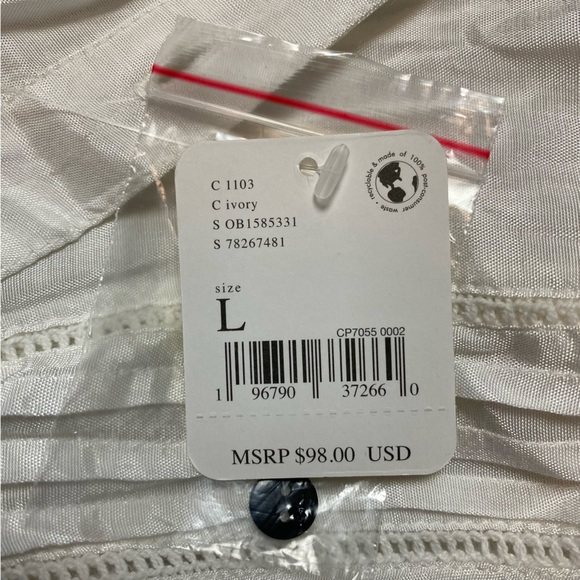 C 1103
C ivory
S OB1585331
S 78267481
recyclable & made of 100% post-consumer waste •
size
L
CP7055 0002
1 96790 37266 0
MSRP $98.00 USD